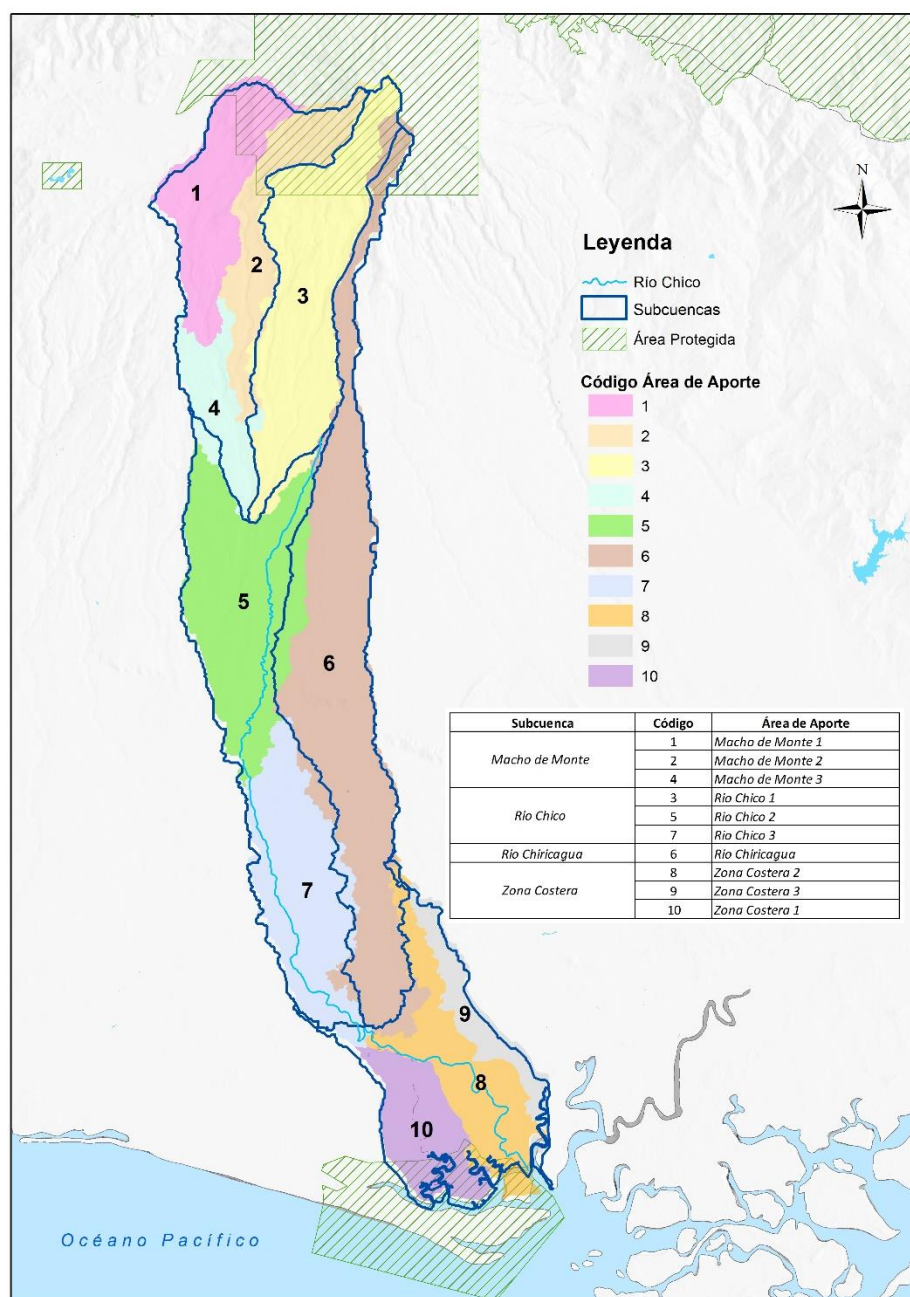 N
1
2
3
4
5
6
7
8
9
10
Leyenda
Río Chico
Subcuencas
Área Protegida
Código Área de Aporte
1
2
3
4
5
6
7
8
9
10
Subcuenca Código Área de Aporte
Macho de Monte 1 Macho de Monte 1
2 Macho de Monte 2
4 Macho de Monte 3
Río Chico 3 Río Chico 1
5 Río Chico 2
7 Río Chico 3
Río Chiricagua 6 Río Chiricagua
Zona Costera 8 Zona Costera 2
9 Zona Costera 3
10 Zona Costera 1
Océano Pacífico